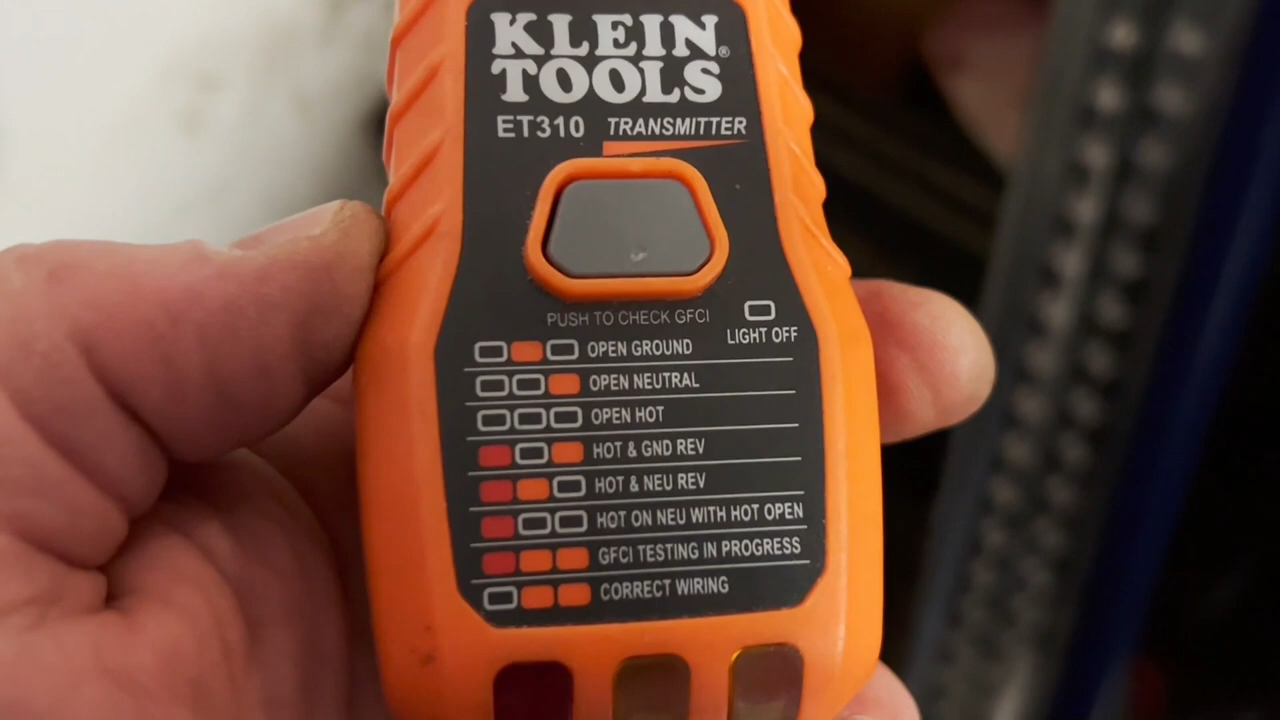 KLEIN
TOOLS®
ET310 TRANSMITTER
PUSH TO CHECK GFCI
LIGHT OFF
OPEN GROUND
OPEN NEUTRAL
OPEN HOT
HOT & GND REV
HOT & NEU REV
HOT ON NEU WITH HOT OPEN
GFCI TESTING IN PROGRESS
CORRECT WIRING